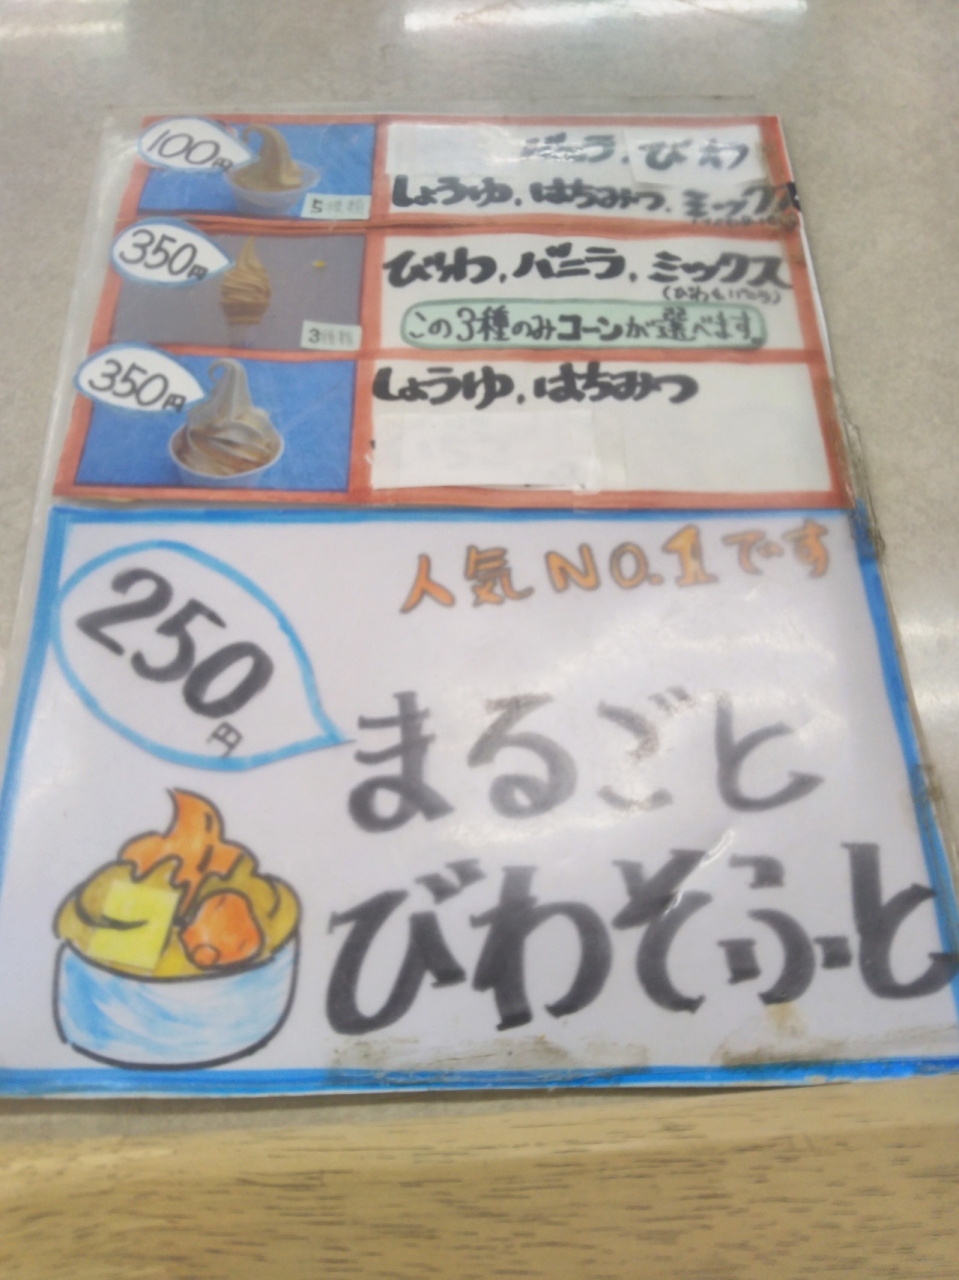 100円
バニラ、びわ
しょうゆ、はちみつ、ミックス
5種類
350円
びわ、バニラ、ミックス
(びわ&バニラ)
この3種のみコーンが選べます。
3種類
350円
しょうゆ、はちみつ
人気NO.1です
250円
まるごと
びわそふと